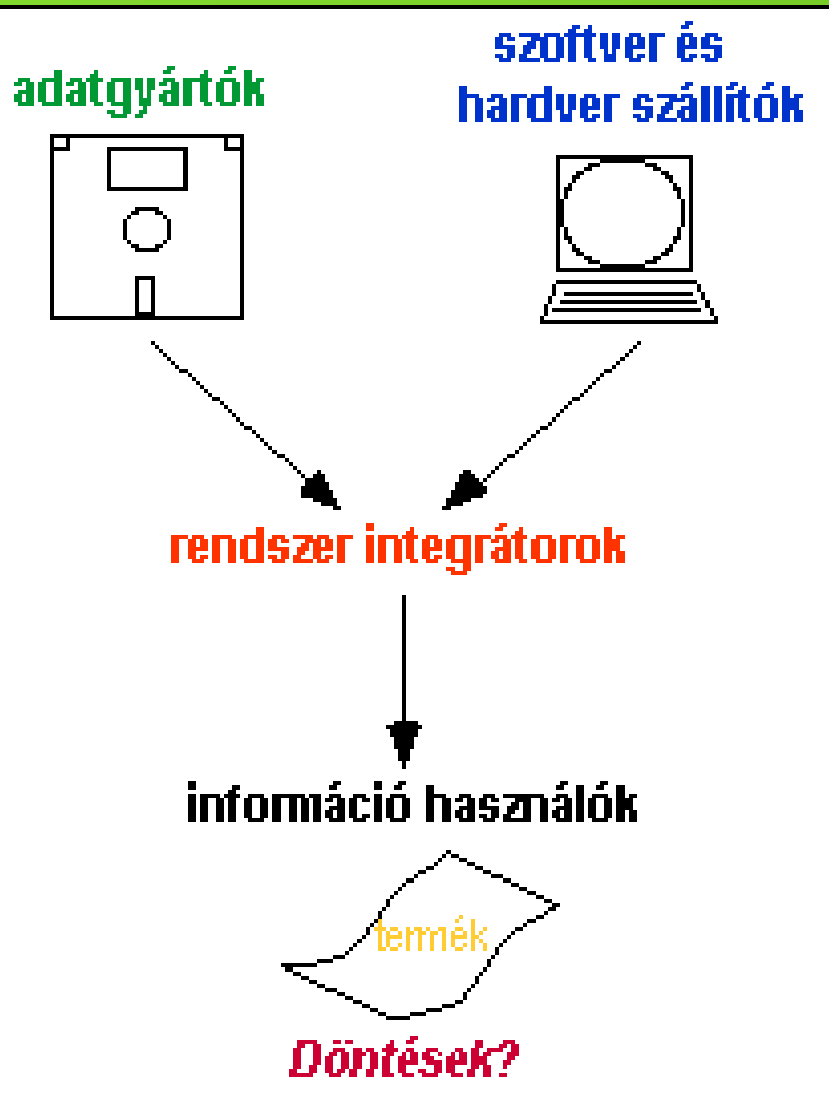 adatgyártók
szoftver és
hardver szállítók
rendszer integrátorok
információ használók
termék
Döntések?